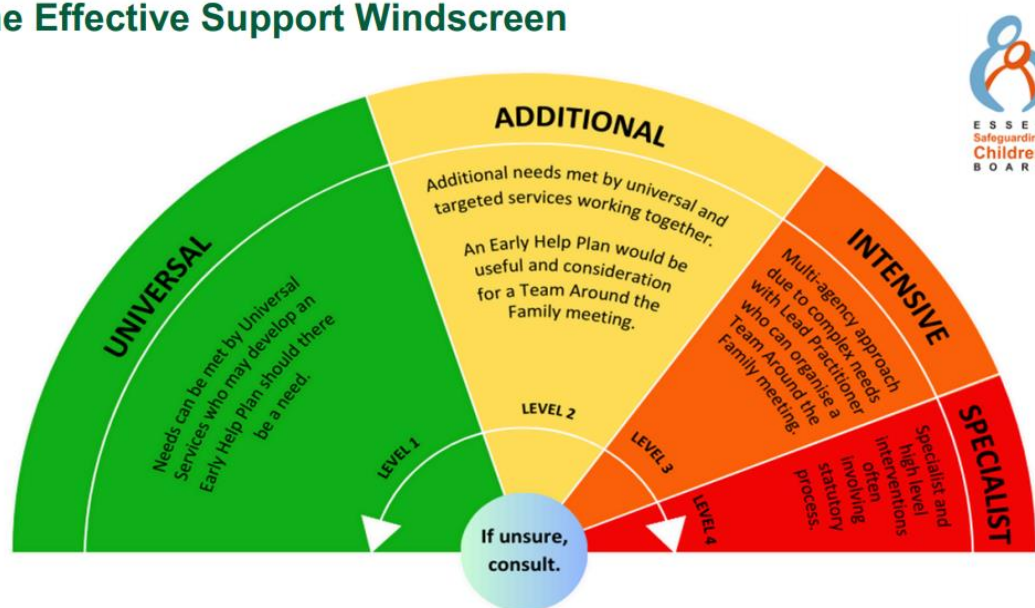 e Effective Support Windscreen
ESSE
Safeguardin
Childre
BOAR
UNIVERSAL
Needs can be met by Universal
Services who may develop an
Early Help Plan should there
be a need.
LEVEL 1
ADDITIONAL
Additional needs met by universal and
targeted services working together.
An Early Help Plan would be
useful and consideration
for a Team Around the
Family meeting.
LEVEL 2
INTENSIVE
Multi-agency approach
due to complex needs
with Lead Practitioner
who can organise a
Team Around the
Family meeting.
LEVEL 3
SPECIALIST
Specialist and
high level
interventions
often
involving
statutory
process.
LEVEL 4
If unsure,
consult.